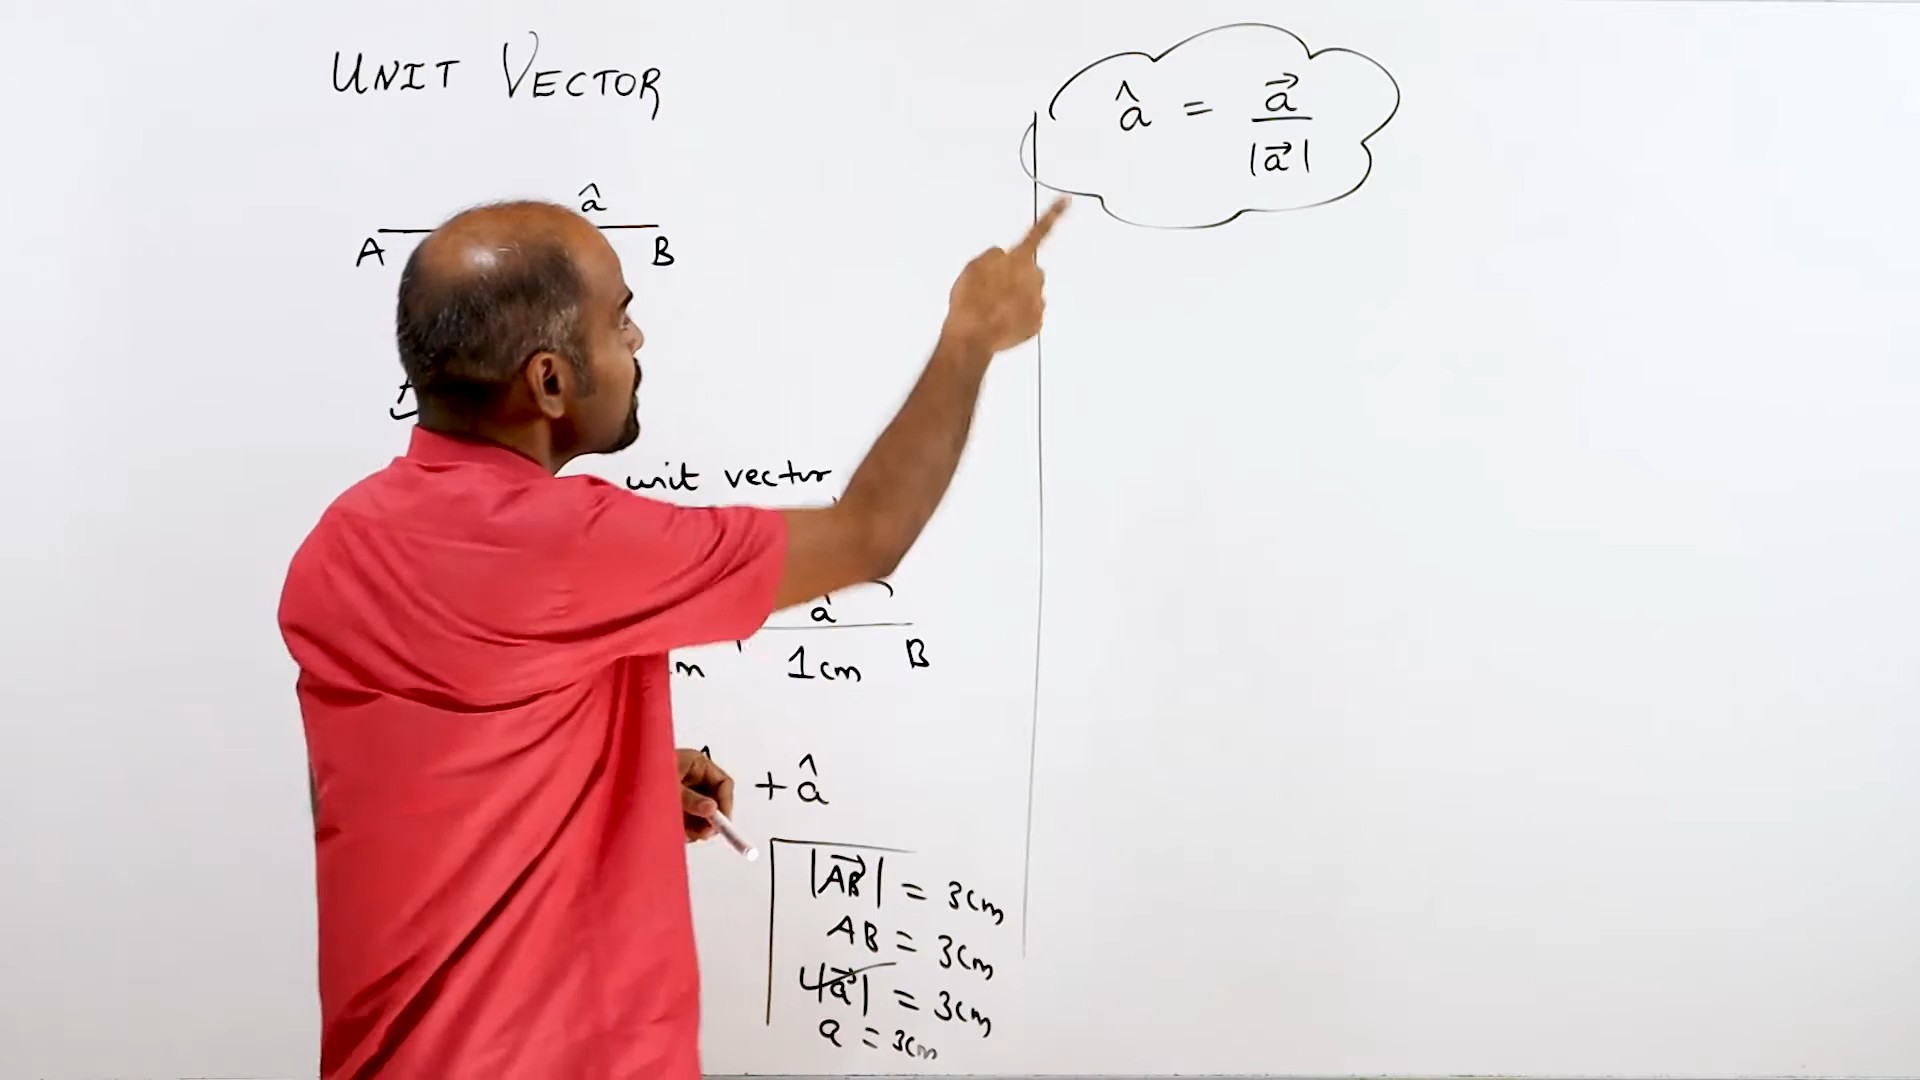 UNIT VECTOR
â
A B
unit vector
a
1cm B
+ â
|AB⃗| = 3cm
AB = 3cm
|a⃗| = 3cm
a = 3cm
â = a⃗ / |a⃗|